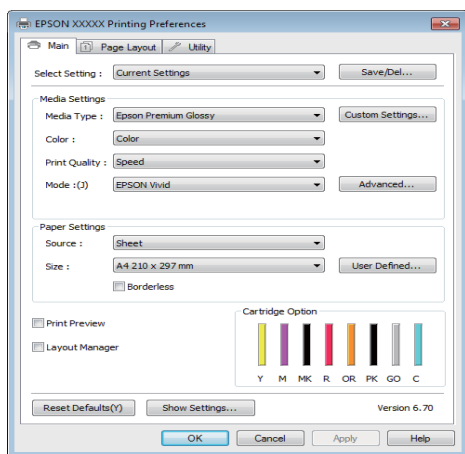 EPSON XXXXX Printing Preferences
Main Page Layout Utility
Select Setting : Current Settings Save/Del...
Media Settings
Media Type : Epson Premium Glossy Custom Settings...
Color : Color
Print Quality : Speed
Mode :(J) EPSON Vivid Advanced...
Paper Settings
Source : Sheet
Size : A4 210 x 297 mm User Defined...
Borderless
Cartridge Option
Print Preview
Layout Manager
Y M MK R OR PK GO C
Reset Defaults(Y) Show Settings... Version 6.70
OK Cancel Apply Help